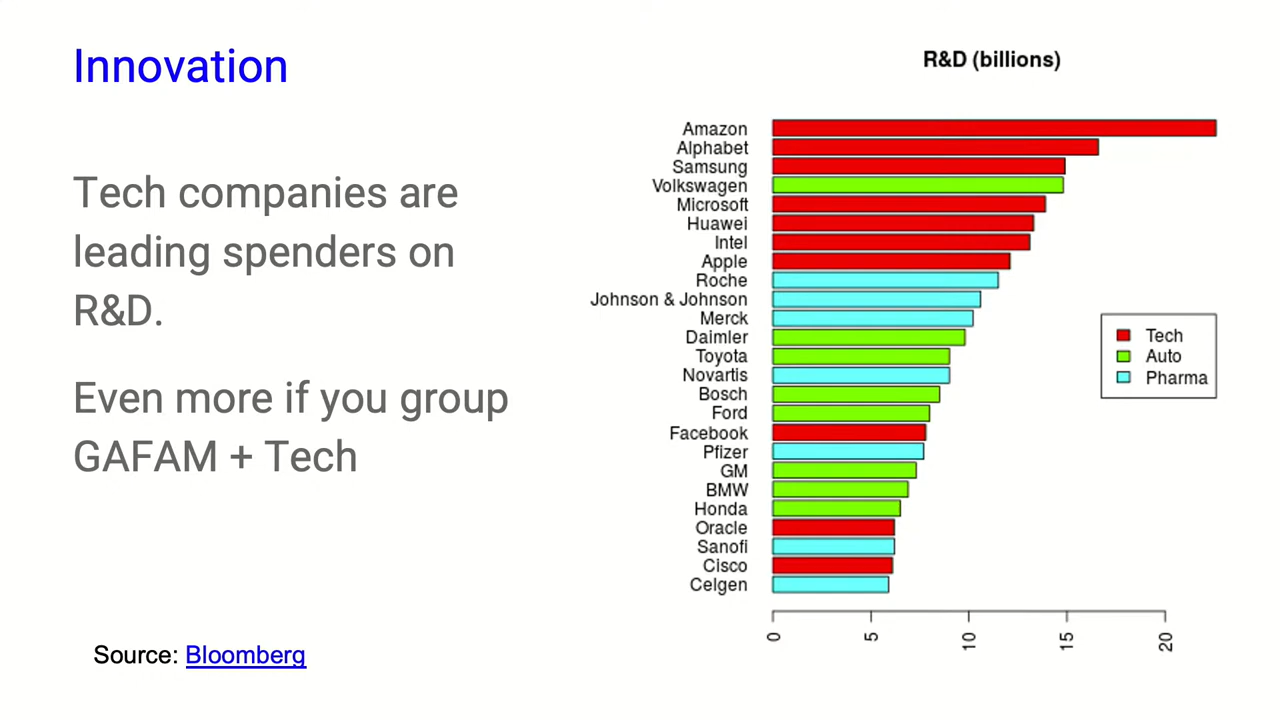 Innovation
Tech companies are
leading spenders on
R&D.
Even more if you group
GAFAM + Tech
Source: Bloomberg
R&D (billions)
Amazon
Alphabet
Samsung
Volkswagen
Microsoft
Huawei
Intel
Apple
Roche
Johnson & Johnson
Merck
Daimler
Toyota
Novartis
Bosch
Ford
Facebook
Pfizer
GM
BMW
Honda
Oracle
Sanofi
Cisco
Celgen
Tech
Auto
Pharma
0 5 10 15 20